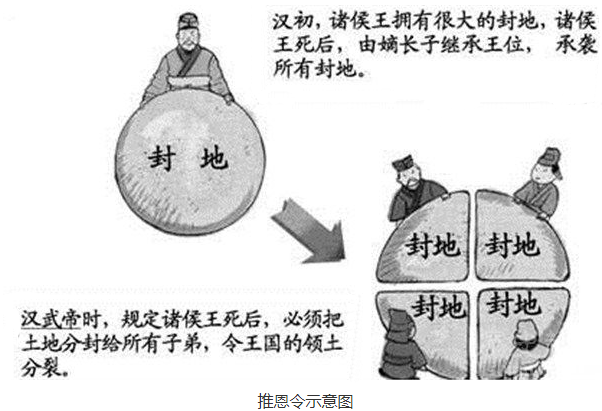 汉初，诸侯王拥有很大的封地，诸侯
王死后，由嫡长子继承王位，承袭
所有封地。
封 地
封地 封地
封地 封地
汉武帝时，规定诸侯王死后，必须把
土地分封给所有子弟，令王国的领土
分裂。
推恩令示意图